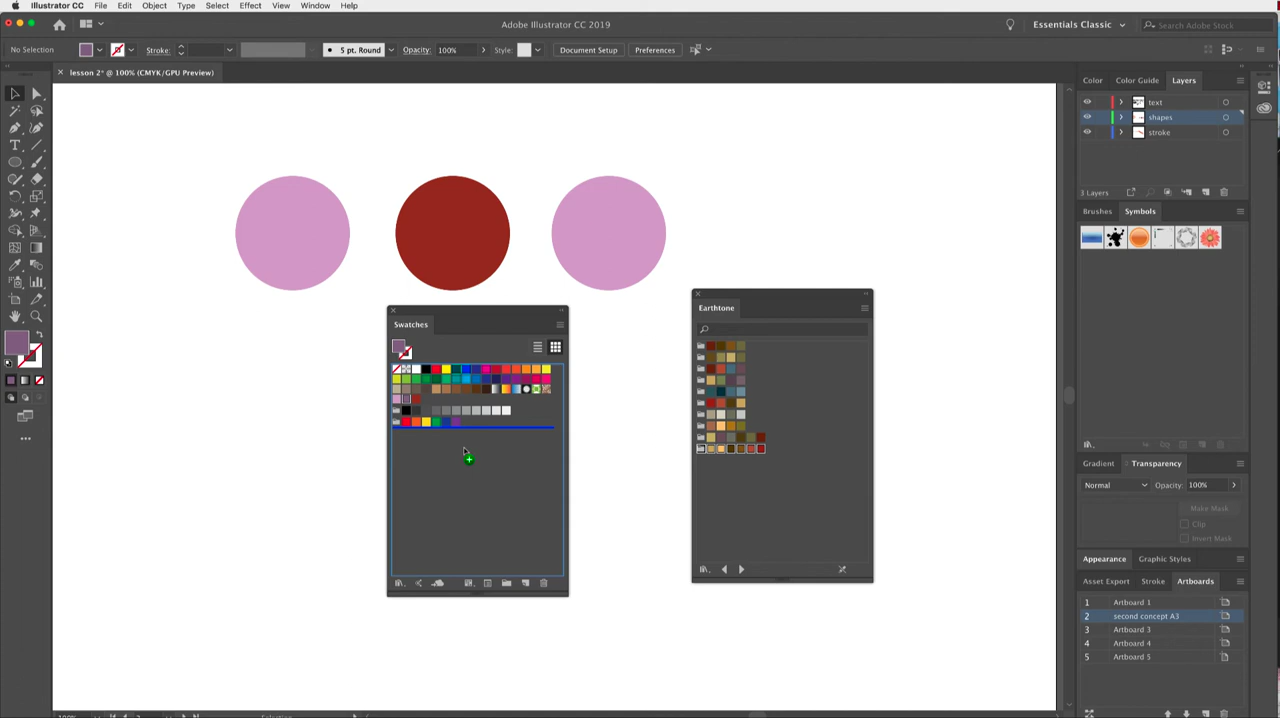 Illustrator CC File Edit Object Type Select Effect View Window Help
Adobe Illustrator CC 2019
Essentials Classic
Search Adobe Stock
No Selection
Stroke:
5 pt. Round
Opacity: 100%
Style:
Document Setup
Preferences
lesson 2* @ 100% (CMYK/GPU Preview)
Color Color Guide Layers
text
shapes
stroke
3 Layers
Brushes Symbols
Swatches
Earthtone
Gradient Transparency
Normal Opacity: 100%
Make Mask
Clip
Invert Mask
Appearance Graphic Styles
Asset Export Stroke Artboards
1 Artboard 1
2 second concept A3
3 Artboard 3
4 Artboard 4
5 Artboard 5
100% 2 Selection